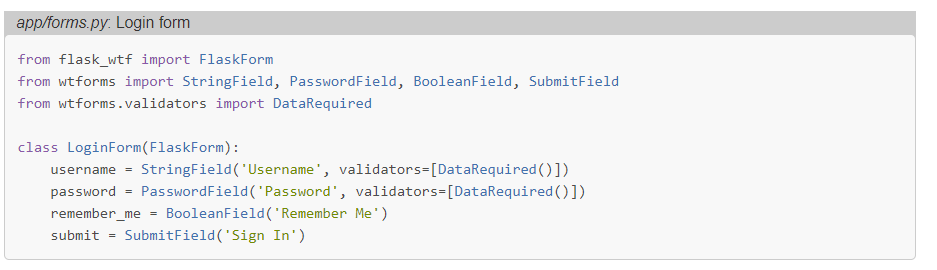 app/forms.py: Login form
from flask_wtf import FlaskForm
from wtforms import StringField, PasswordField, BooleanField, SubmitField
from wtforms.validators import DataRequired

class LoginForm(FlaskForm):
    username = StringField('Username', validators=[DataRequired()])
    password = PasswordField('Password', validators=[DataRequired()])
    remember_me = BooleanField('Remember Me')
    submit = SubmitField('Sign In')